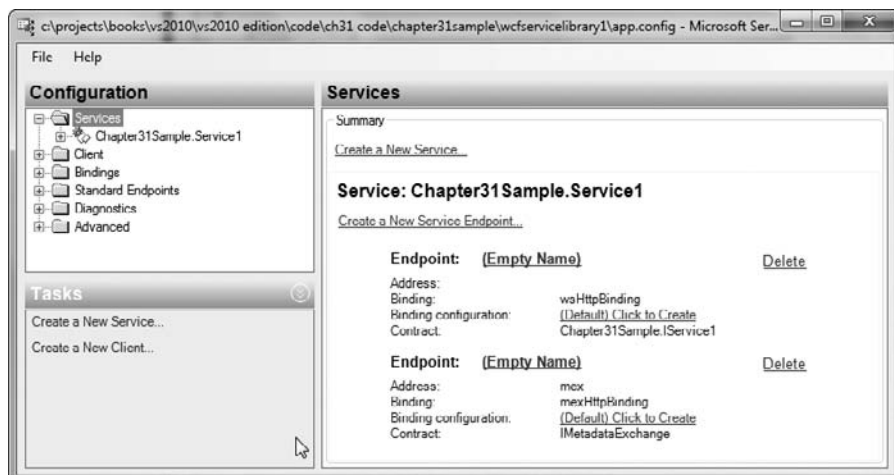 c:\projects\books\vs2010\vs2010 edition\code\ch31 code\chapter31sample\wcfservicelibrary1\app.config - Microsoft Ser...
File Help
Configuration
Services
Chapter31Sample.Service1
Client
Bindings
Standard Endpoints
Diagnostics
Advanced
Tasks
Create a New Service...
Create a New Client...
Services
Summary
Create a New Service...
Service: Chapter31Sample.Service1
Create a New Service Endpoint...
Endpoint: (Empty Name) Delete
Address:
Binding: wsHttpBinding
Binding configuration: (Default) Click to Create
Contract: Chapter31Sample.IService1
Endpoint: (Empty Name) Delete
Address: mex
Binding: mexHttpBinding
Binding configuration: (Default) Click to Create
Contract: IMetadataExchange